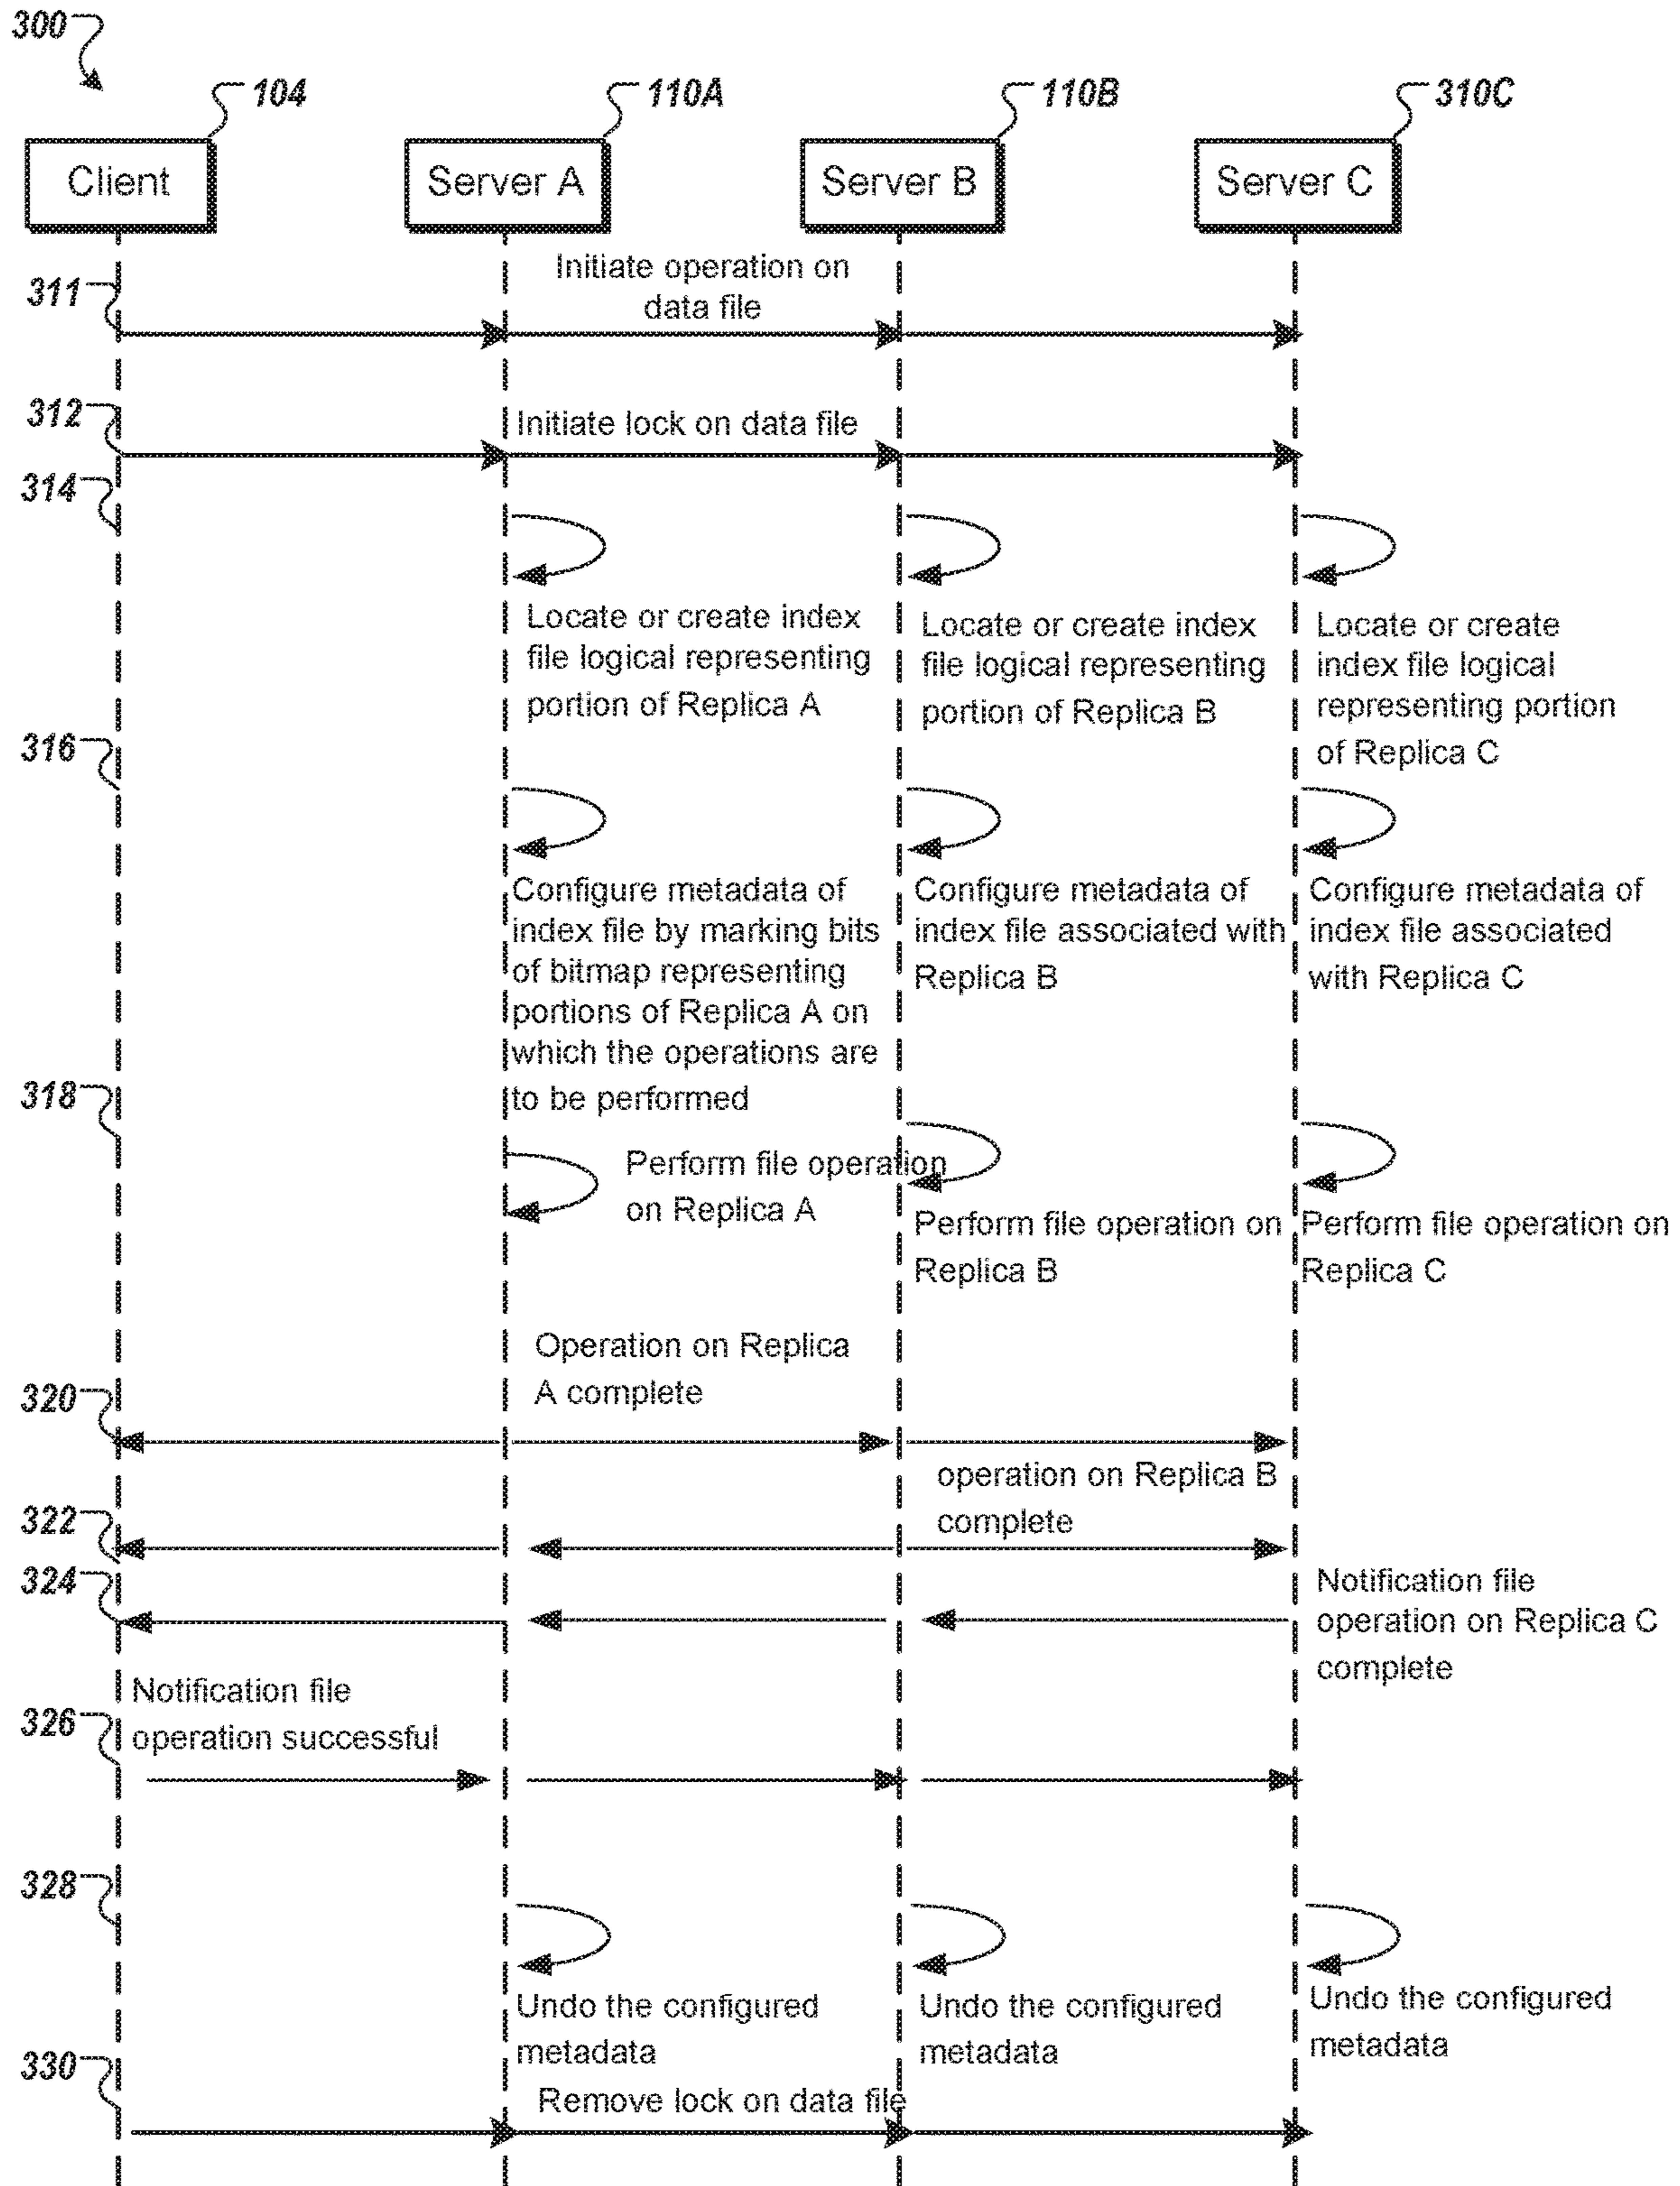 300
104
110A
110B
310C
Client
Server A
Server B
Server C
311
Initiate operation on
data file
312
Initiate lock on data file
314
Locate or create index
file logical representing
portion of Replica A
Locate or create index
file logical representing
portion of Replica B
Locate or create
index file logical
representing portion
of Replica C
316
Configure metadata of
index file by marking bits
of bitmap representing
portions of Replica A on
which the operations are
to be performed
Configure metadata of
index file associated with
Replica B
Configure metadata of
index file associated
with Replica C
318
Perform file operation
on Replica A
Perform file operation on
Replica B
Perform file operation on
Replica C
Operation on Replica
A complete
320
operation on Replica B
complete
322
324
Notification file
operation on Replica C
complete
Notification file
operation successful
326
328
Undo the configured
metadata
Undo the configured
metadata
Undo the configured
metadata
330
Remove lock on data file